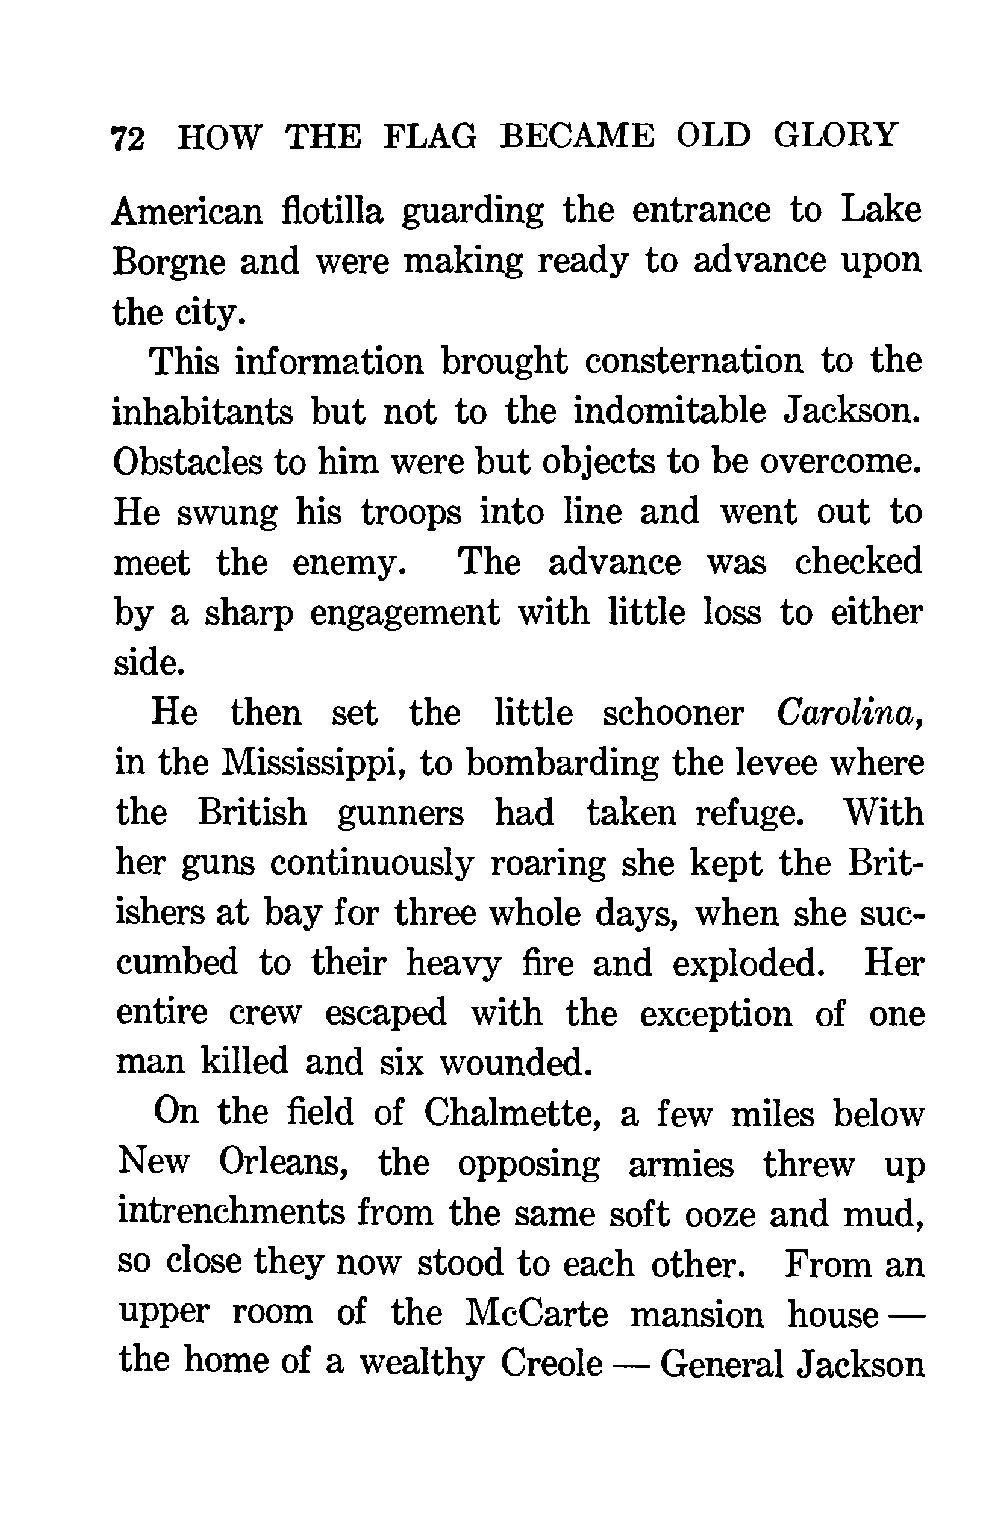 72 HOW THE FLAG BECAME OLD GLORY
American flotilla guarding the entrance to Lake
Borgne and were making ready to advance upon
the city.
This information brought consternation to the
inhabitants but not to the indomitable Jackson.
Obstacles to him were but objects to be overcome.
He swung his troops into line and went out to
meet the enemy. The advance was checked
by a sharp engagement with little loss to either
side.
He then set the little schooner Carolina,
in the Mississippi, to bombarding the levee where
the British gunners had taken refuge. With
her guns continuously roaring she kept the Brit-
ishers at bay for three whole days, when she suc-
cumbed to their heavy fire and exploded. Her
entire crew escaped with the exception of one
man killed and six wounded.
On the field of Chalmette, a few miles below
New Orleans, the opposing armies threw up
intrenchments from the same soft ooze and mud,
so close they now stood to each other. From an
upper room of the McCarte mansion house —
the home of a wealthy Creole — General Jackson